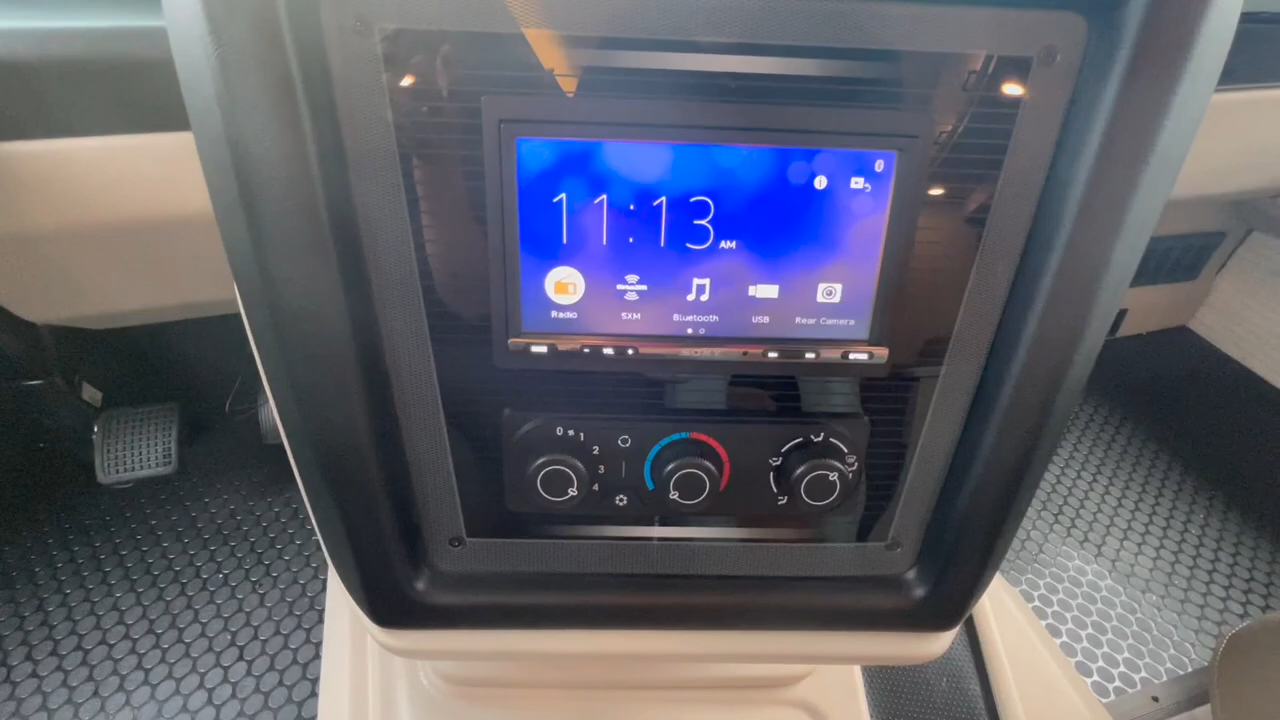 11:13 AM
Radio
SXM
Bluetooth
USB
Rear Camera
SONY
0 1
2
3
4